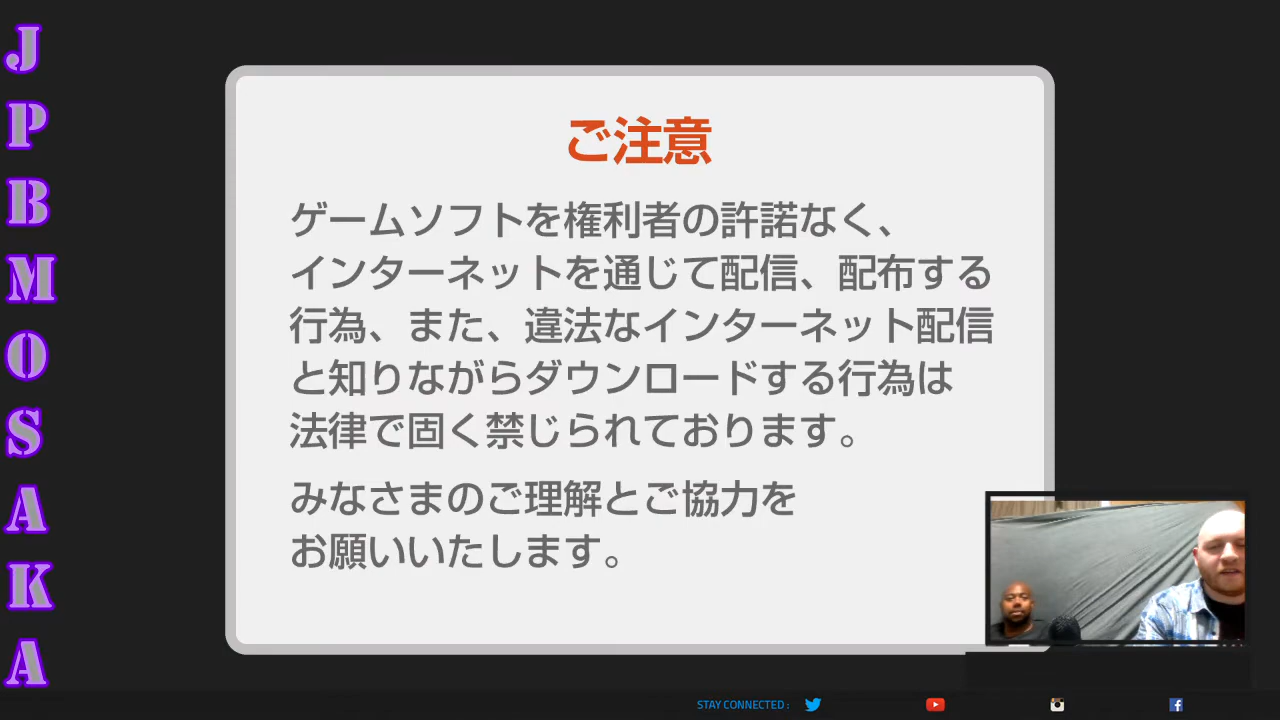 JPBMOSAKA
ご注意
ゲームソフトを権利者の許諾なく、
インターネットを通じて配信、配布する
行為、また、違法なインターネット配信
と知りながらダウンロードする行為は
法律で固く禁じられております。
みなさまのご理解とご協力を
お願いいたします。
STAY CONNECTED :